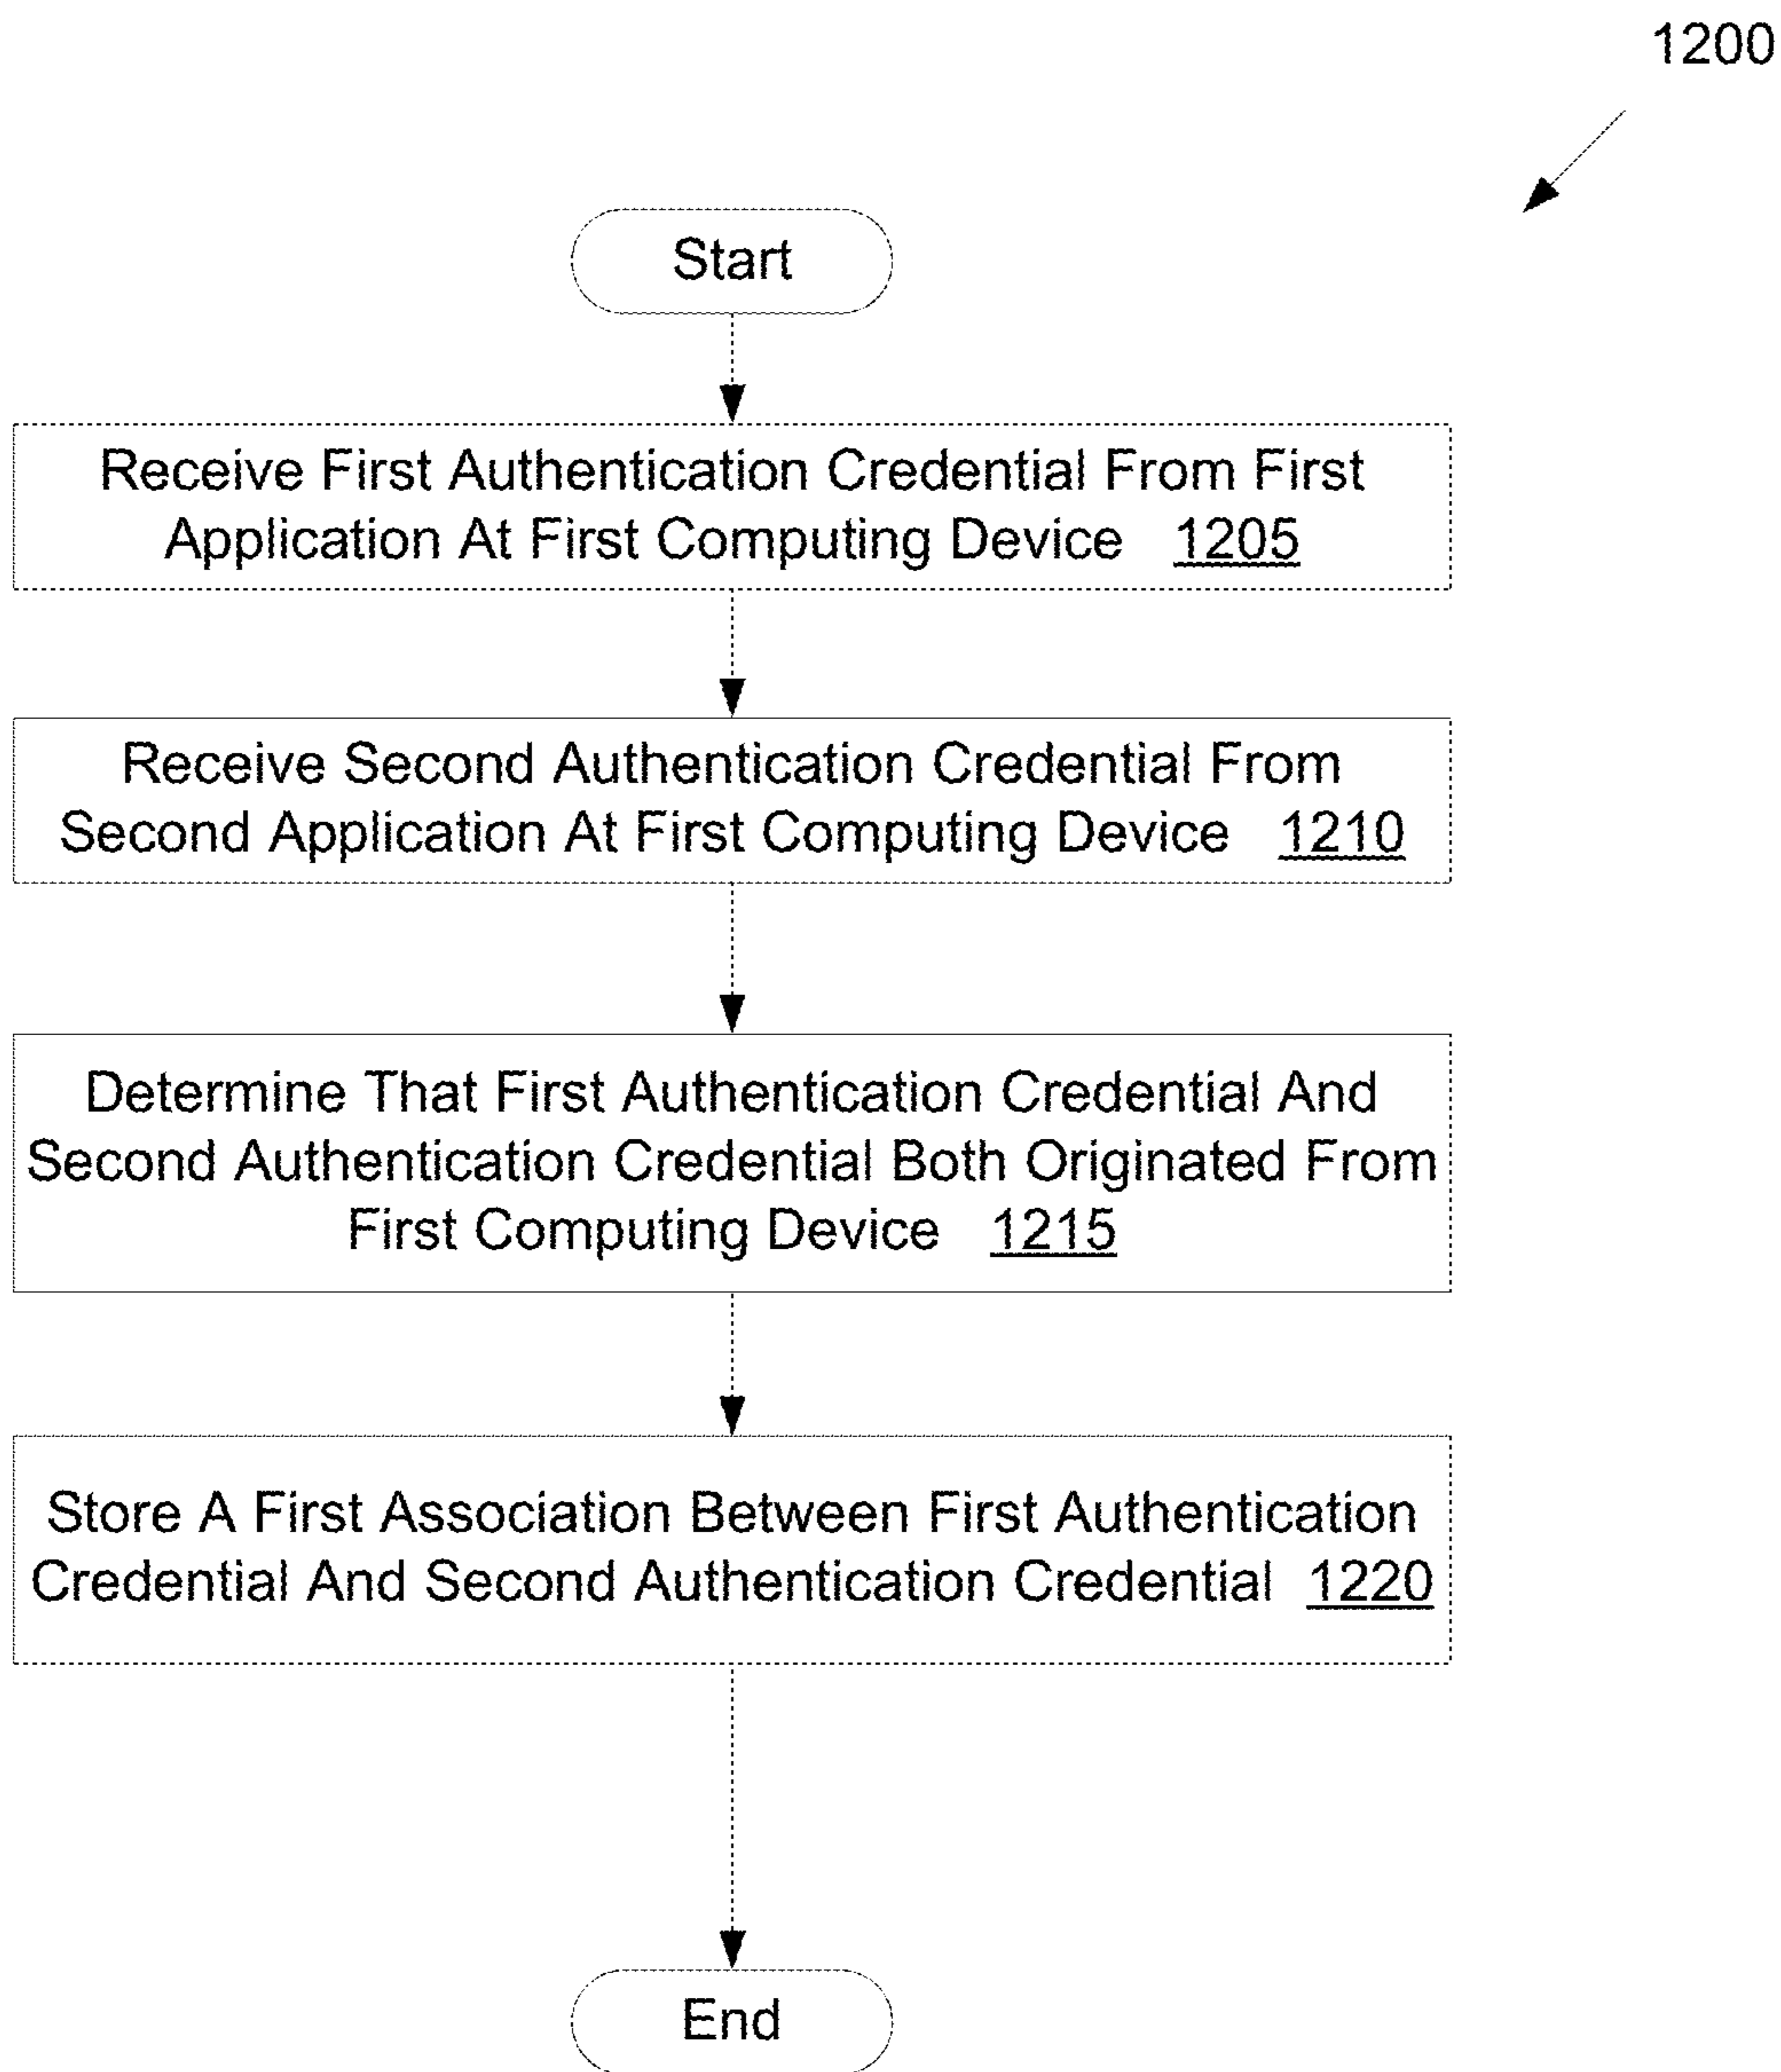 1200
Start
Receive First Authentication Credential From First
Application At First Computing Device 1205
Receive Second Authentication Credential From
Second Application At First Computing Device 1210
Determine That First Authentication Credential And
Second Authentication Credential Both Originated From
First Computing Device 1215
Store A First Association Between First Authentication
Credential And Second Authentication Credential 1220
End